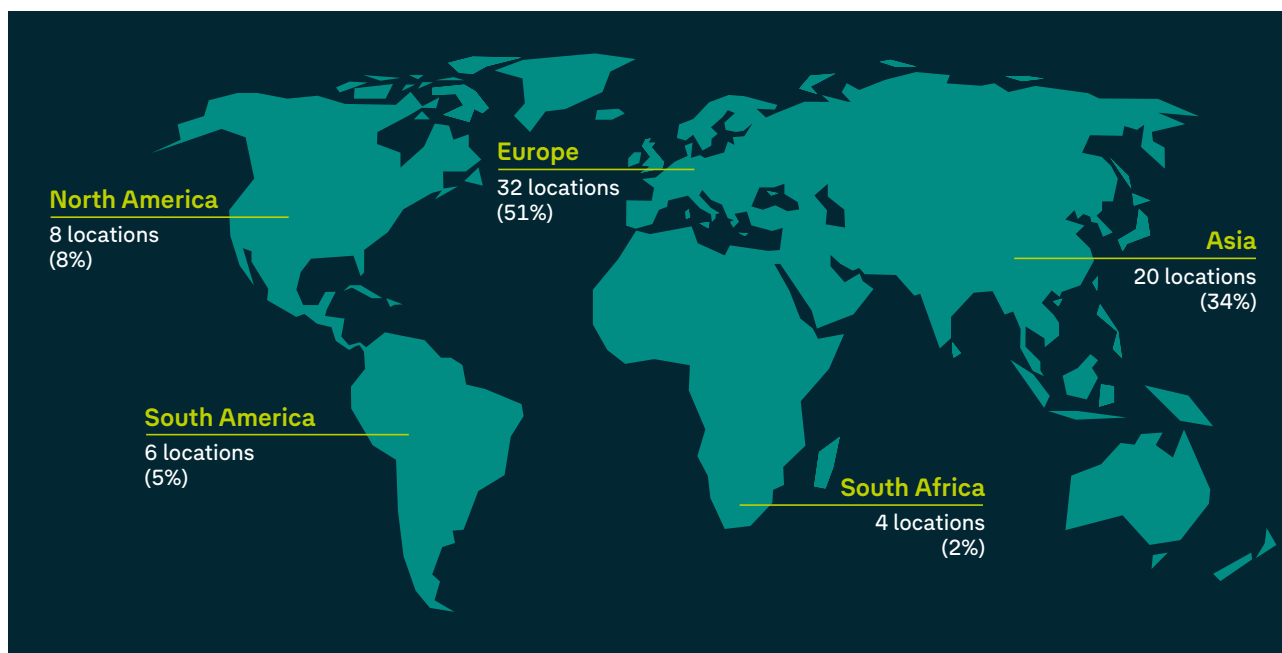 Europe
32 locations
(51%)
North America
8 locations
(8%)
Asia
20 locations
(34%)
South America
6 locations
(5%)
South Africa
4 locations
(2%)